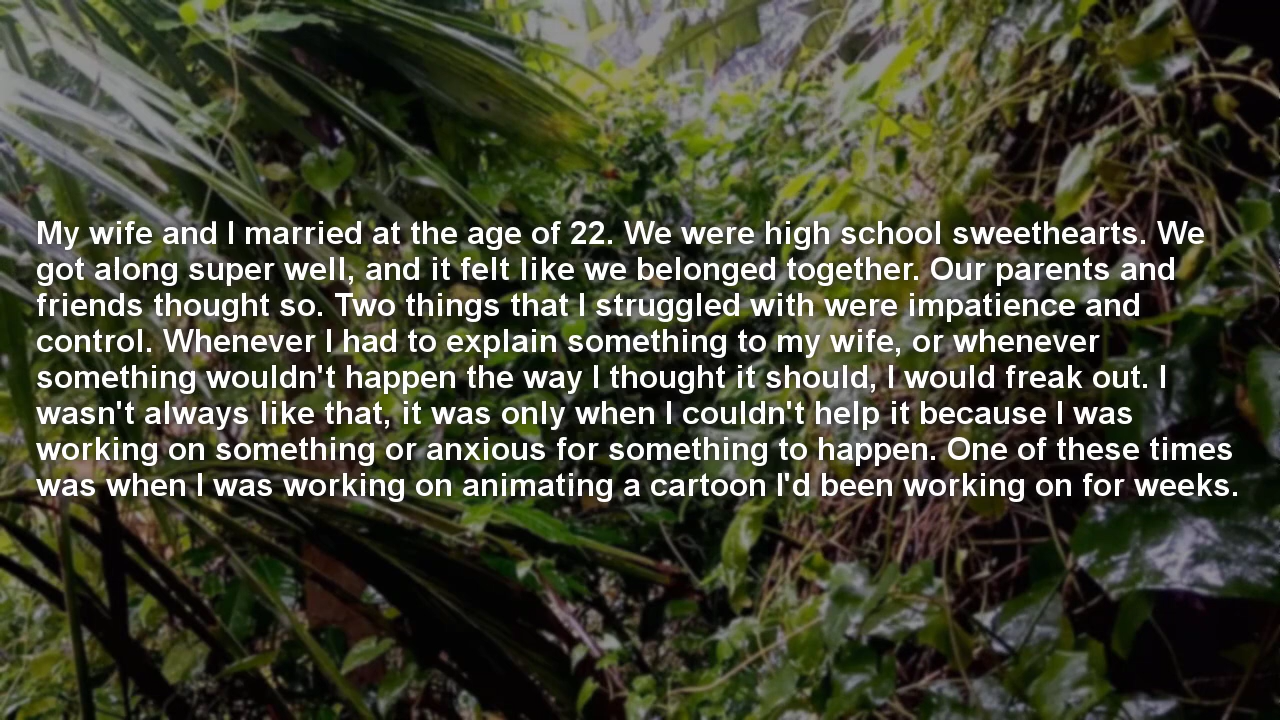 My wife and I married at the age of 22. We were high school sweethearts. We
got along super well, and it felt like we belonged together. Our parents and
friends thought so. Two things that I struggled with were impatience and
control. Whenever I had to explain something to my wife, or whenever
something wouldn't happen the way I thought it should, I would freak out. I
wasn't always like that, it was only when I couldn't help it because I was
working on something or anxious for something to happen. One of these times
was when I was working on animating a cartoon I'd been working on for weeks.